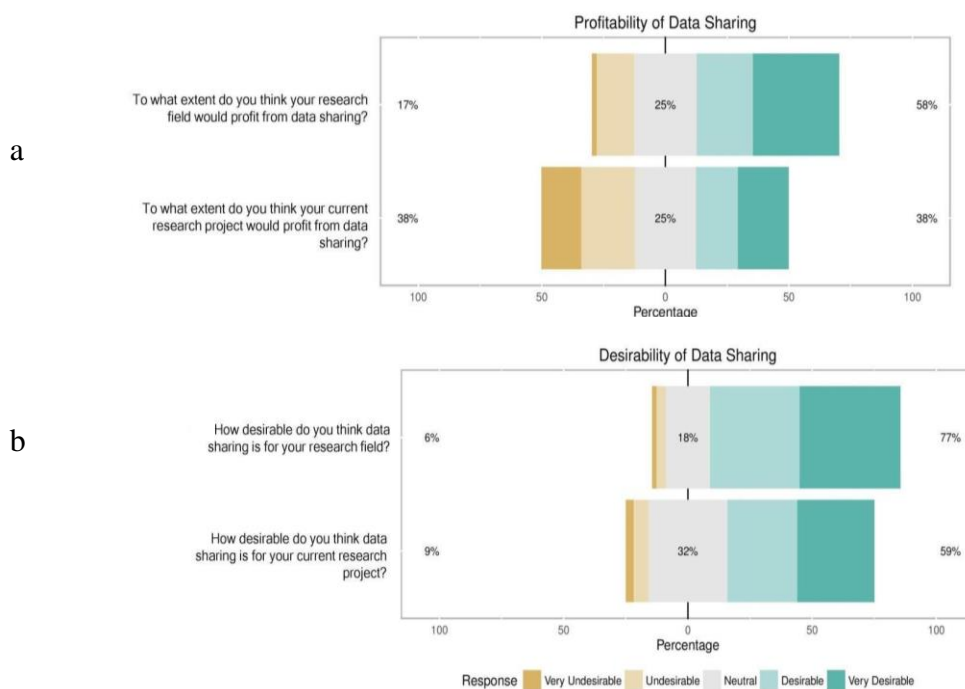 Profitability of Data Sharing
a
To what extent do you think your research
field would profit from data sharing?
17%
25%
58%
To what extent do you think your current
research project would profit from data
sharing?
38%
25%
38%
100
50
0
50
100
Percentage
Desirability of Data Sharing
b
How desirable do you think data
sharing is for your research field?
6%
18%
77%
How desirable do you think data
sharing is for your current research
project?
9%
32%
59%
100
50
0
50
100
Percentage
Response Very Undesirable Undesirable Neutral Desirable Very Desirable